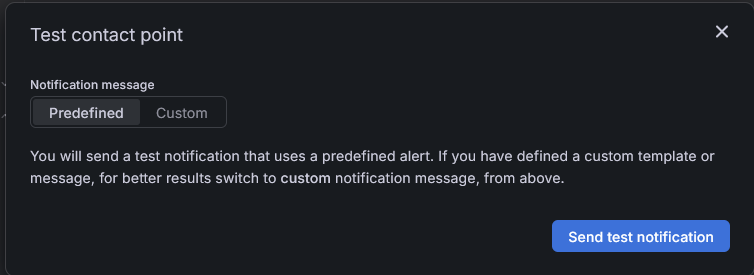 Test contact point
Notification message
Predefined Custom
You will send a test notification that uses a predefined alert. If you have defined a custom template or
message, for better results switch to custom notification message, from above.
Send test notification